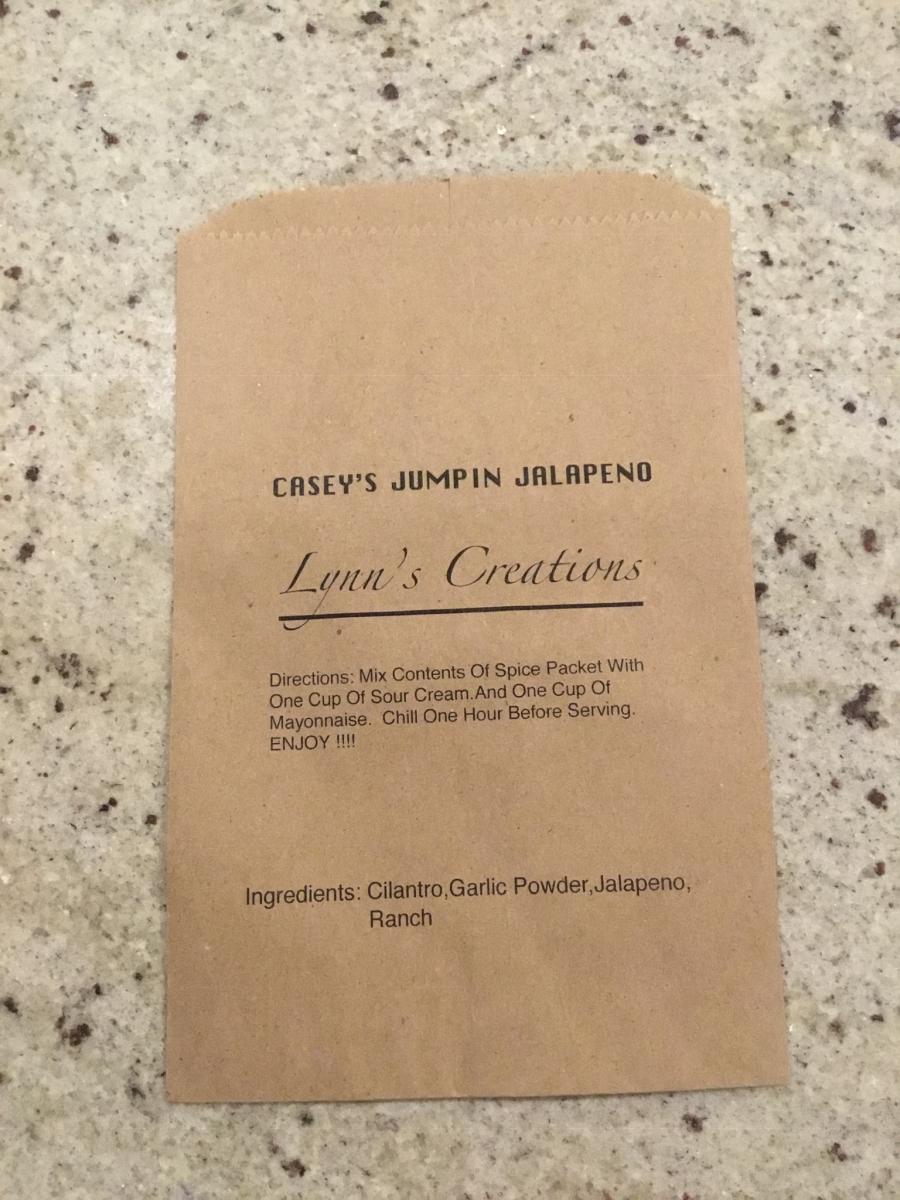 CASEY'S JUMPIN JALAPENO
Lynn's Creations
Directions: Mix Contents Of Spice Packet With
One Cup Of Sour Cream.And One Cup Of
Mayonnaise.  Chill One Hour Before Serving.
ENJOY !!!!
Ingredients: Cilantro,Garlic Powder,Jalapeno,
Ranch